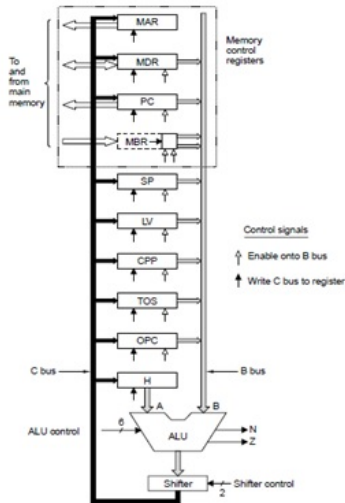 MAR
To
and
from
main
memory
MDR
PC
MBR
Memory
control
registers
SP
LV
CPP
TOS
OPC
H
Control signals
Enable onto B bus
Write C bus to register
C bus
B bus
A
B
ALU control
6
ALU
N
Z
Shifter
Shifter control
2